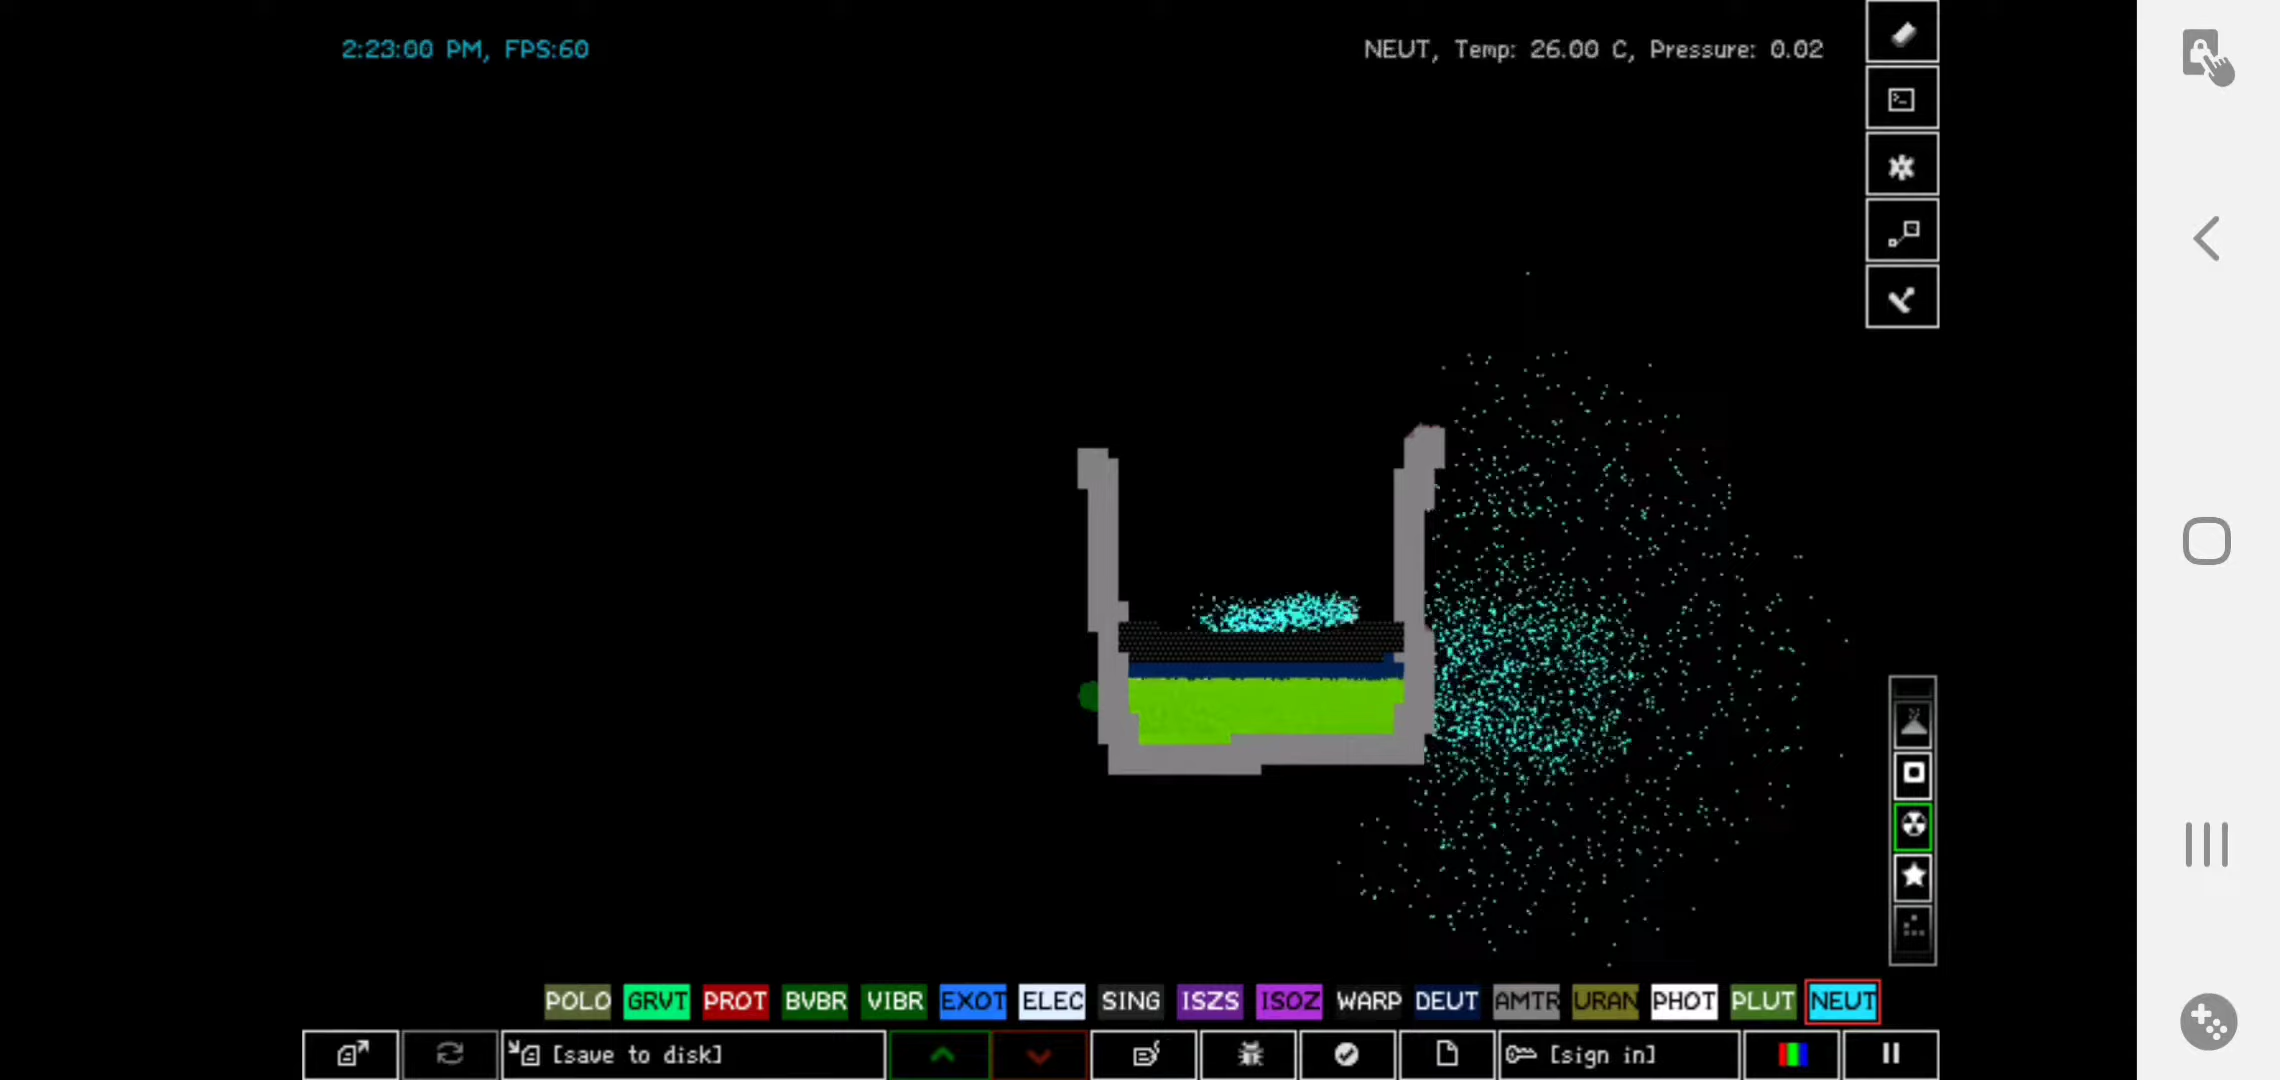 2:23:00 PM, FPS:60
NEUT, Temp: 26.00 C, Pressure: 0.02
POLO GRVT PROT BVBR VIBR EXOT ELEC SING ISZS ISOZ WARP DEUT AMTR URAN PHOT PLUT NEUT
[save to disk] [sign in]